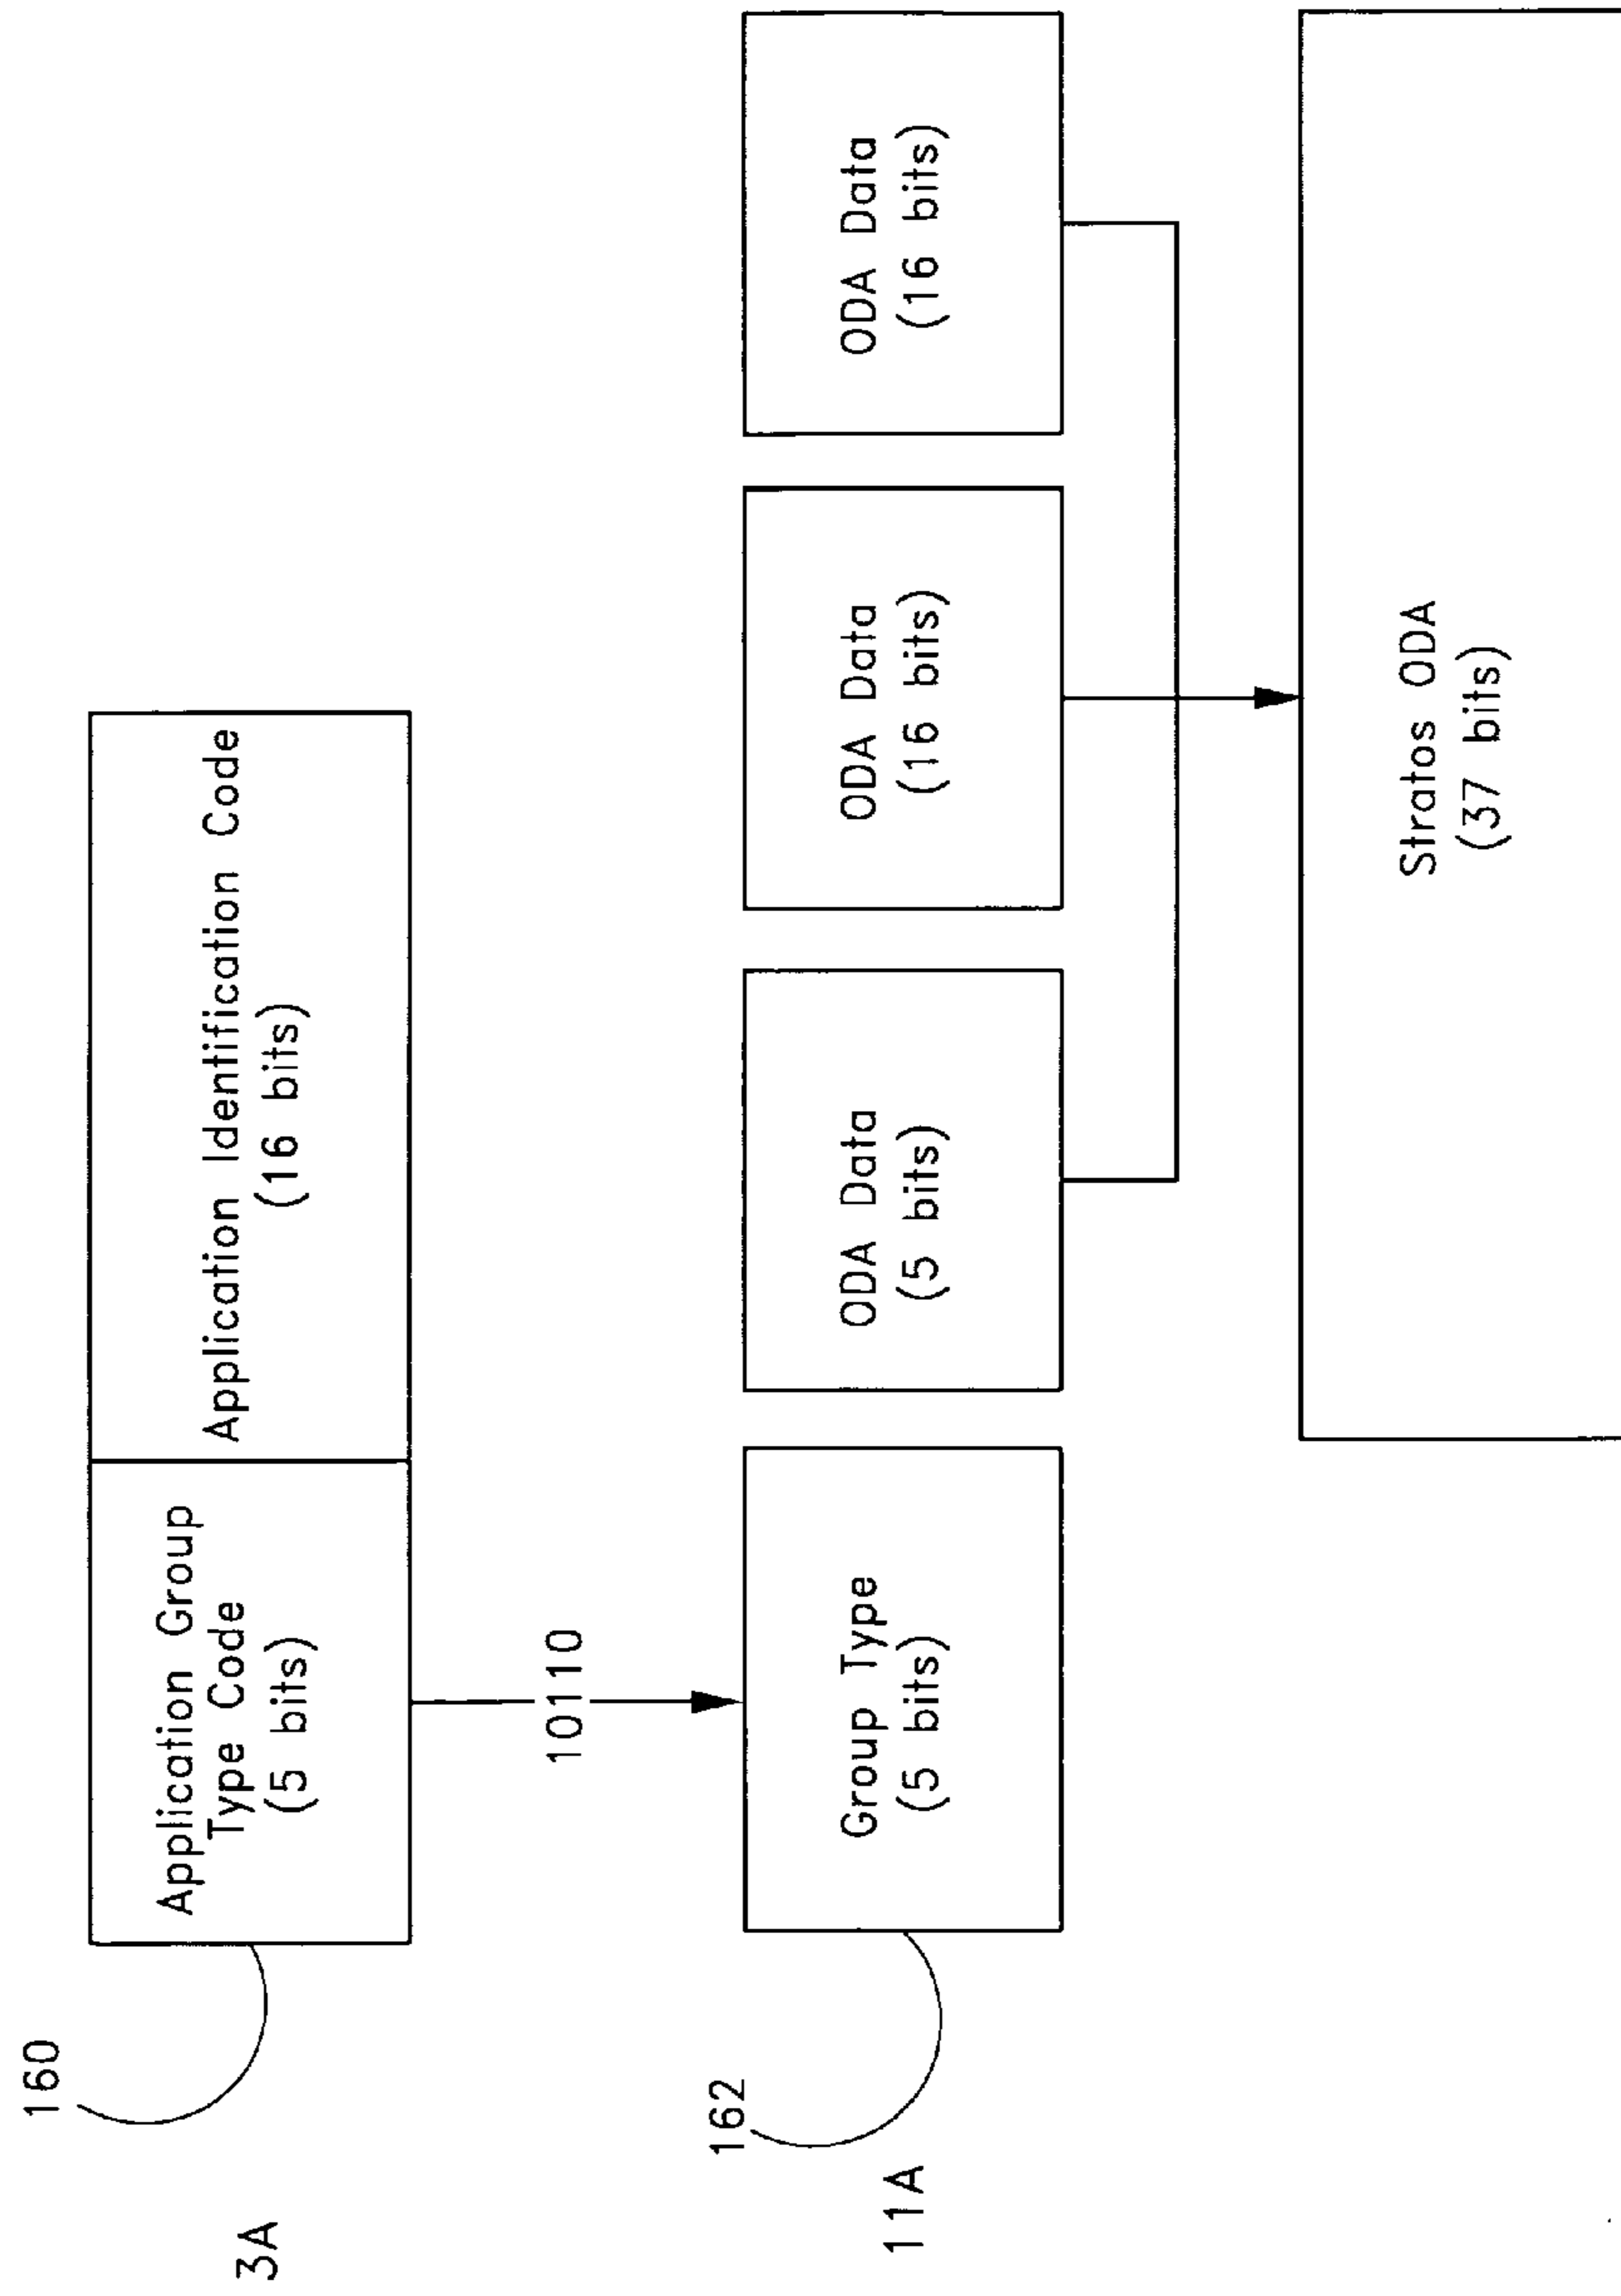 160
3A
Application Group
Type Code
(5 bits)
Application Identification Code
(16 bits)
10110
162
11A
Group Type
(5 bits)
ODA Data
(5 bits)
ODA Data
(16 bits)
ODA Data
(16 bits)
Stratos ODA
(37 bits)